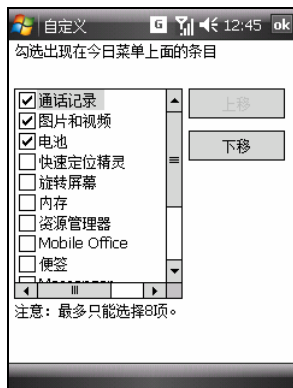 自定义 G 12:45 ok
勾选出现在今日菜单上面的条目
通话记录
上移
图片和视频
电池
下移
快速定位精灵
旋转屏幕
内存
资源管理器
Mobile Office
便签
注意：最多只能选择8项。